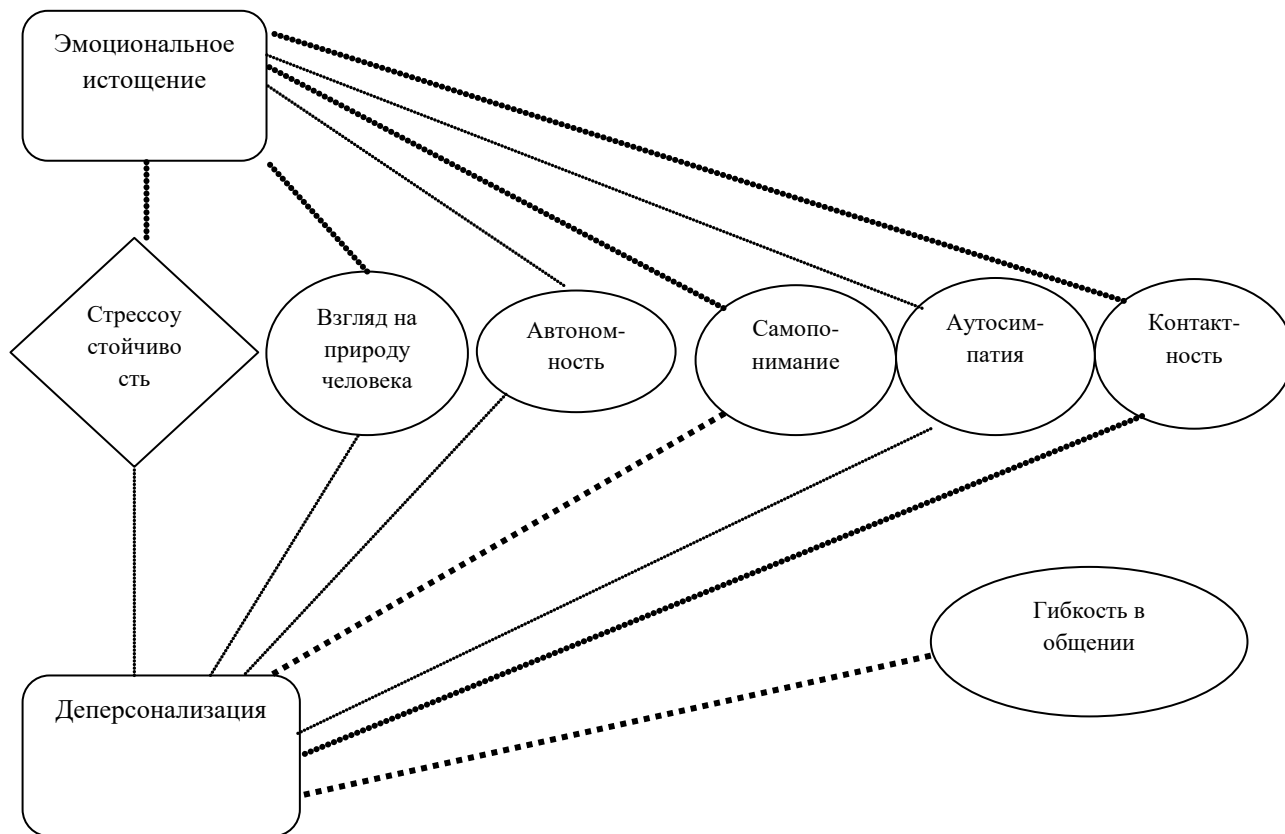 Эмоциональное
истощение
Стрессоу
стойчиво
сть
Взгляд на
природу
человека
Автоном-
ность
Самопо-
нимание
Аутосим-
патия
Контакт-
ность
Гибкость в
общении
Деперсонализация